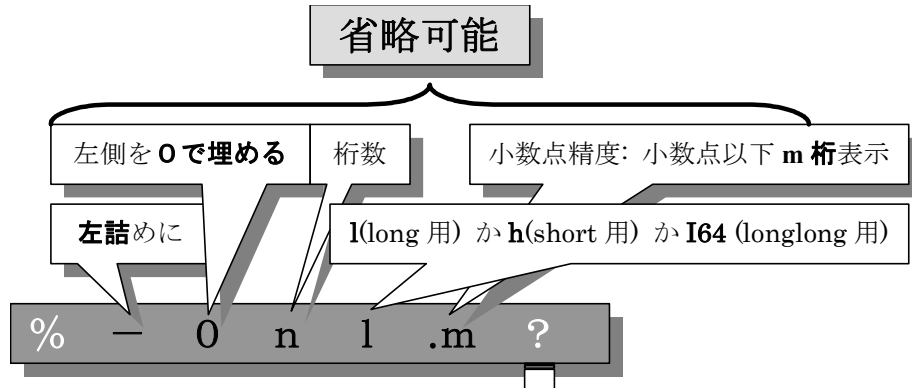 省略可能
左側を0で埋める 桁数 小数点精度: 小数点以下 m 桁表示
左詰めに l(long 用) か h(short 用) か I64 (longlong 用)
% － 0 n l .m ?